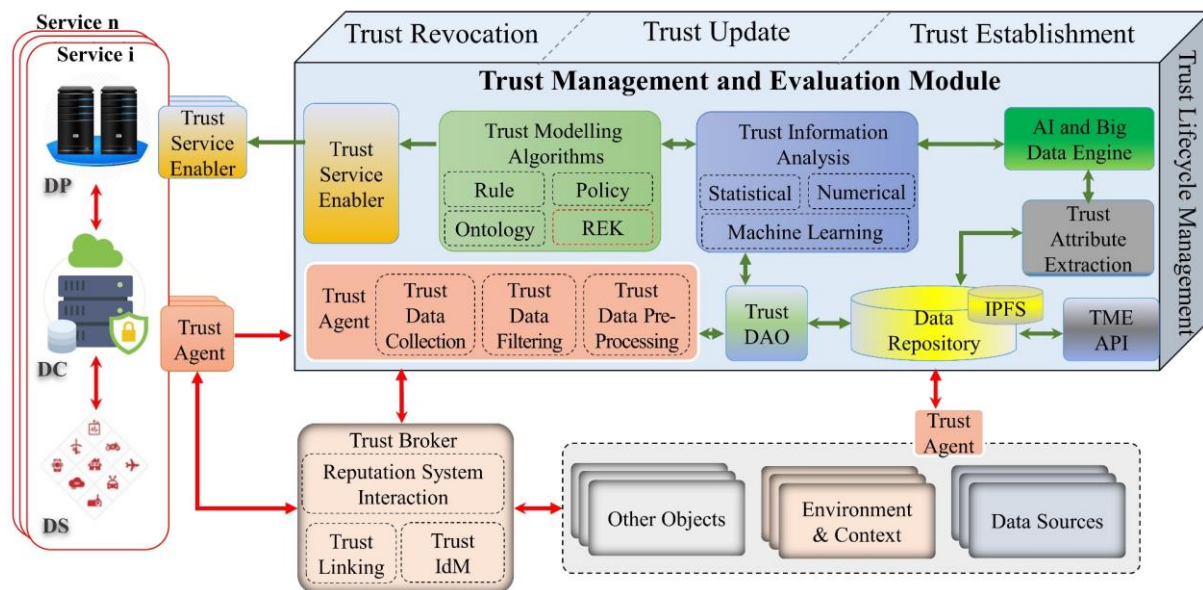 Service n
Service i
DP
DC
DS
Trust
Service
Enabler
Trust
Agent
Trust Revocation
Trust Update
Trust Establishment
Trust Lifecycle Management
Trust Management and Evaluation Module
Trust
Service
Enabler
Trust Modelling
Algorithms
Rule
Policy
Ontology
REK
Trust Information
Analysis
Statistical
Numerical
Machine Learning
AI and Big
Data Engine
Trust
Attribute
Extraction
Trust
Agent
Trust
Data
Collection
Trust
Data
Filtering
Trust
Data Pre-
Processing
Trust
DAO
IPFS
Data
Repository
TME
API
Trust Broker
Reputation System
Interaction
Trust
Linking
Trust
IdM
Trust
Agent
Other Objects
Environment
& Context
Data Sources